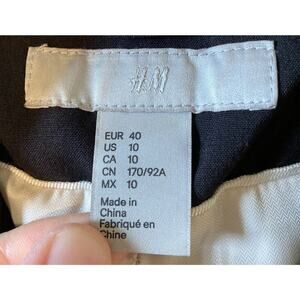 H&M
EUR 40
US 10
CA 10
CN 170/92A
MX 10
Made in
China
Fabriqué en
Chine